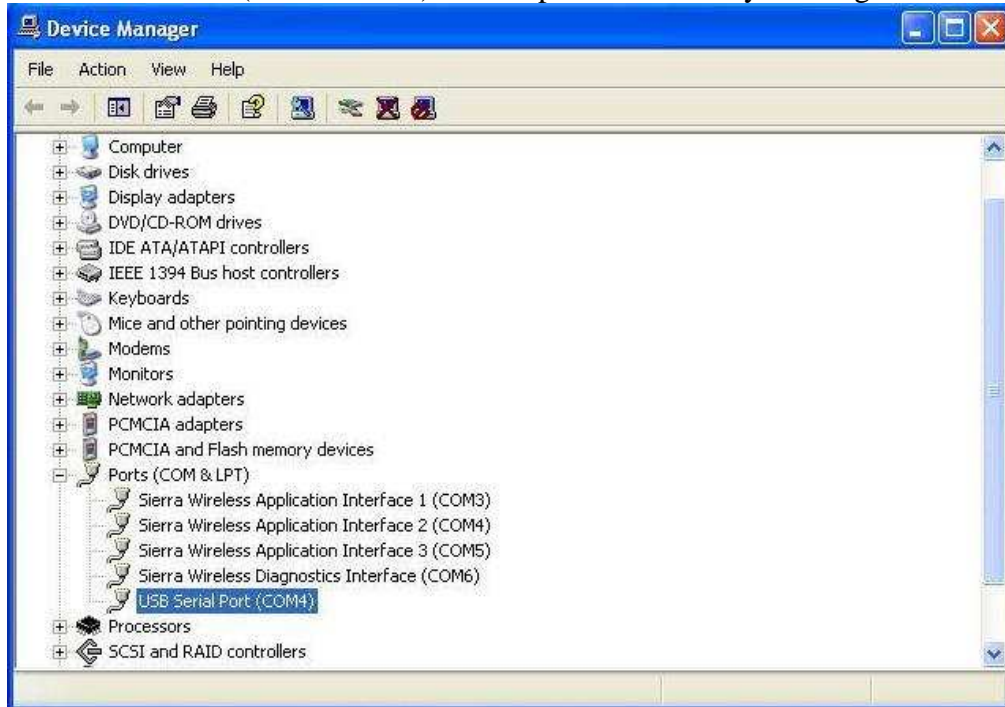 Device Manager
File Action View Help
Computer
Disk drives
Display adapters
DVD/CD-ROM drives
IDE ATA/ATAPI controllers
IEEE 1394 Bus host controllers
Keyboards
Mice and other pointing devices
Modems
Monitors
Network adapters
PCMCIA adapters
PCMCIA and Flash memory devices
Ports (COM & LPT)
Sierra Wireless Application Interface 1 (COM3)
Sierra Wireless Application Interface 2 (COM4)
Sierra Wireless Application Interface 3 (COM5)
Sierra Wireless Diagnostics Interface (COM6)
USB Serial Port (COM4)
Processors
SCSI and RAID controllers